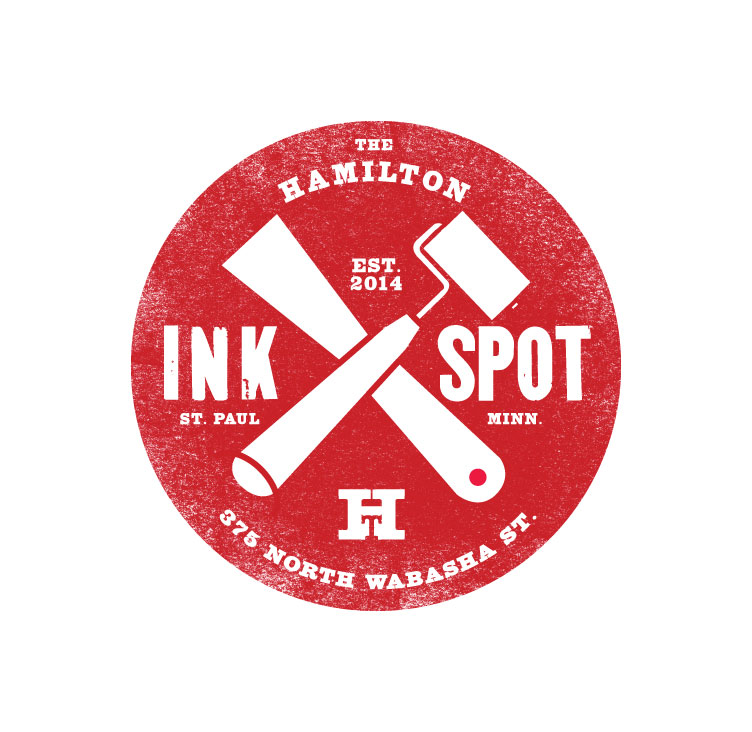 THE
HAMILTON
EST.
2014
INK SPOT
ST. PAUL MINN.
H
375 NORTH WABASHA ST.